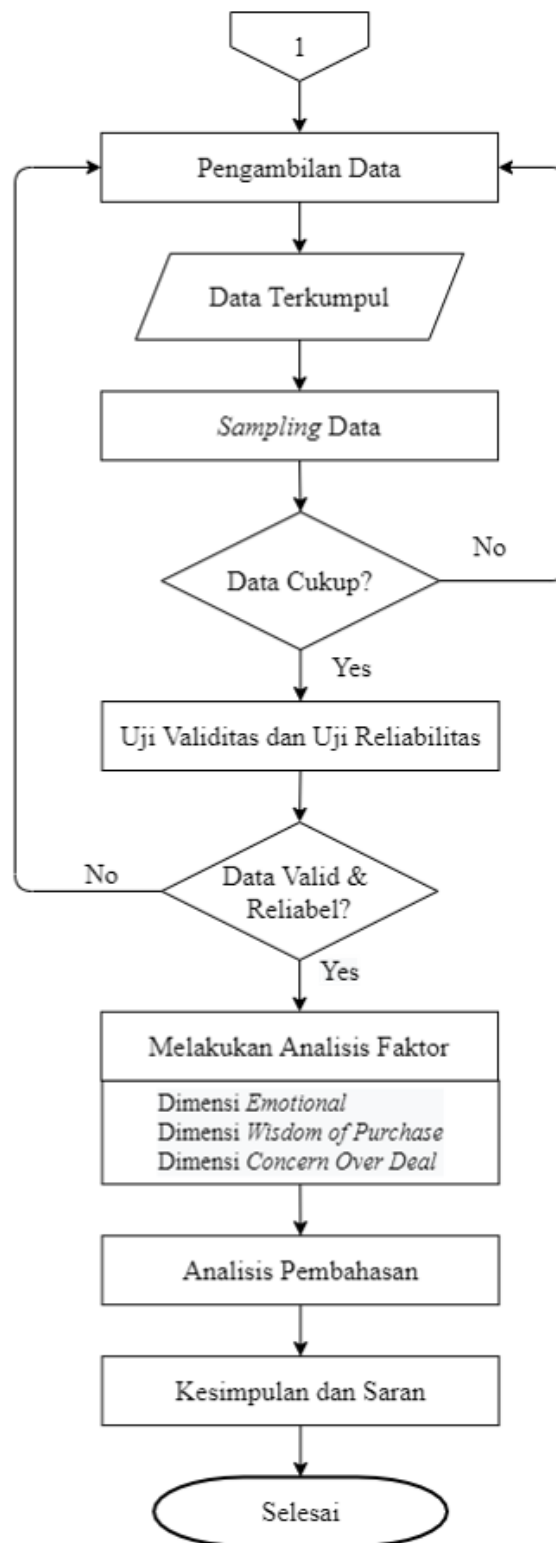 1
Pengambilan Data
Data Terkumpul
Sampling Data
Data Cukup?
No
Yes
Uji Validitas dan Uji Reliabilitas
Data Valid &
Reliabel?
No
Yes
Melakukan Analisis Faktor
Dimensi Emotional
Dimensi Wisdom of Purchase
Dimensi Concern Over Deal
Analisis Pembahasan
Kesimpulan dan Saran
Selesai